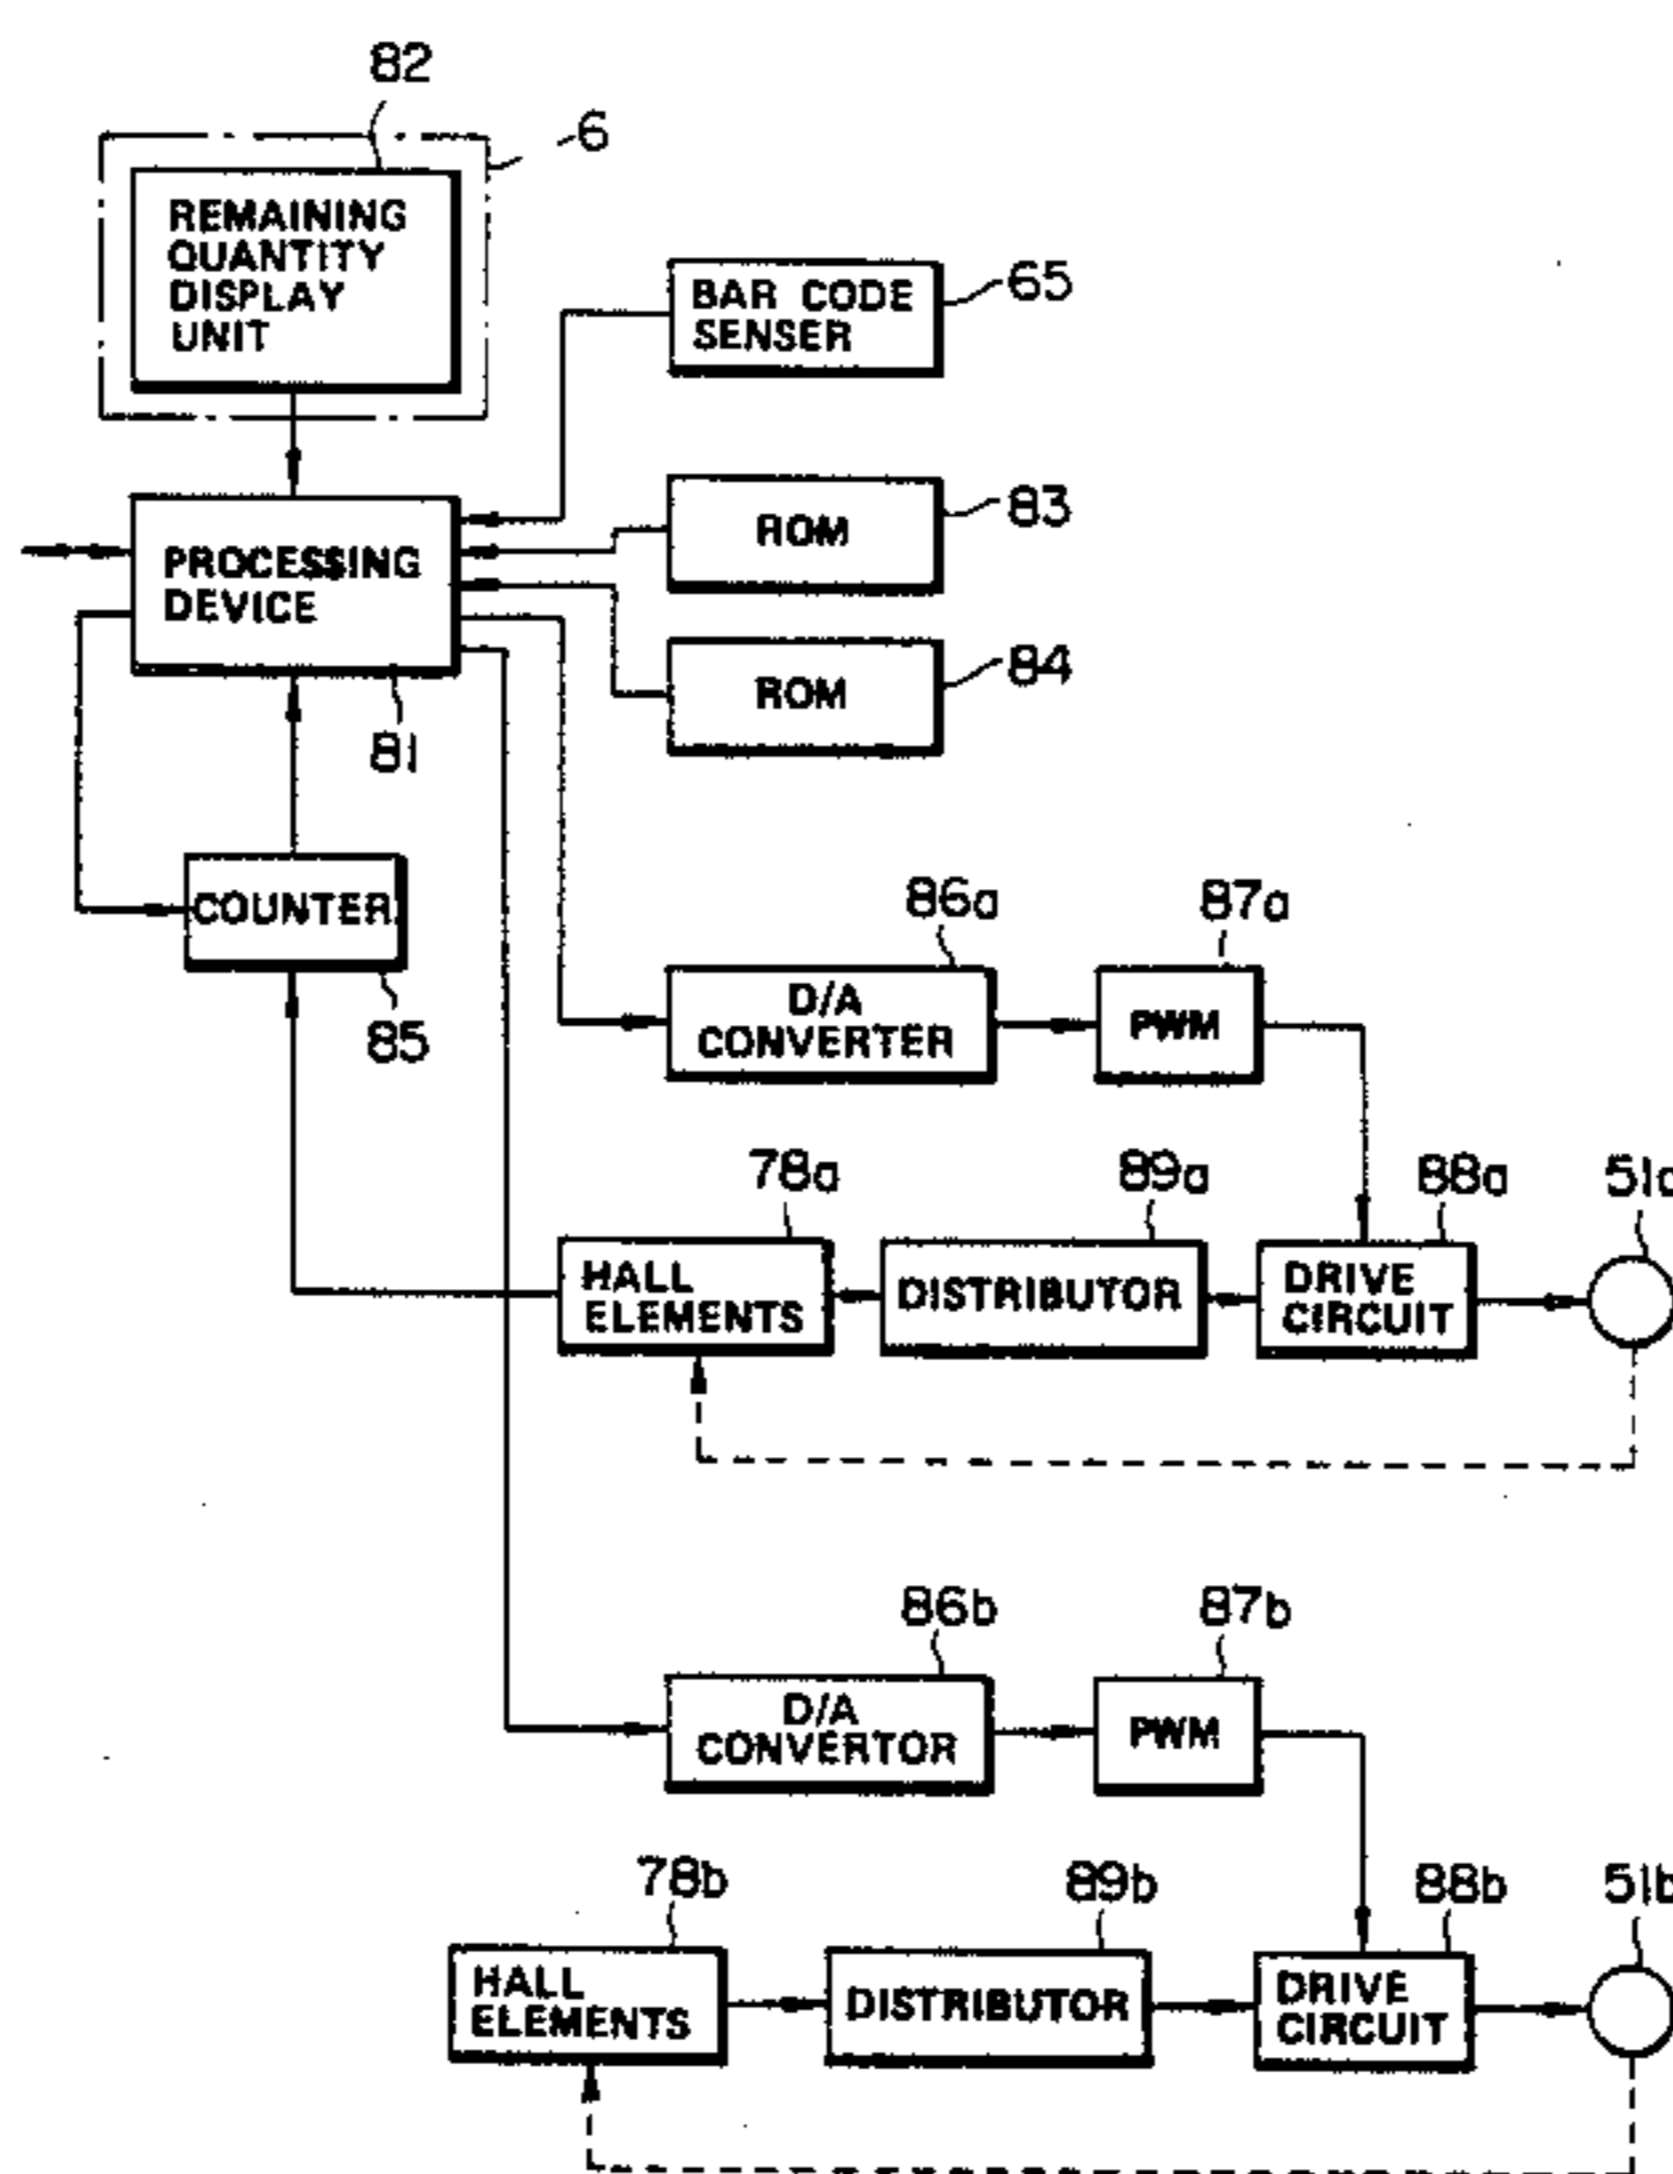 82
6
REMAINING
QUANTITY
DISPLAY
UNIT
BAR CODE
SENSER
65
ROM
83
PROCESSING
DEVICE
ROM
84
81
COUNTER
85
86a
87a
D/A
CONVERTER
PWM
78a
89a
88a
51a
HALL
ELEMENTS
DISTRIBUTOR
DRIVE
CIRCUIT
86b
87b
D/A
CONVERTOR
PWM
78b
89b
88b
51b
HALL
ELEMENTS
DISTRIBUTOR
DRIVE
CIRCUIT